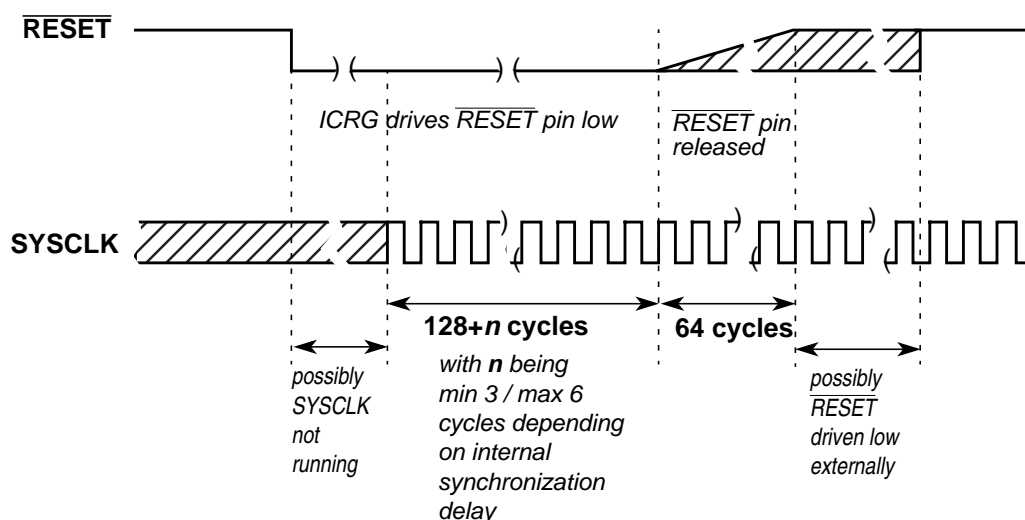 RESET
ICRG drives RESET pin low
RESET pin
released
SYSCLK
128+n cycles
64 cycles
with n being
min 3 / max 6
cycles depending
on internal
synchronization
delay
possibly
SYSCLK
not
running
possibly
RESET
driven low
externally